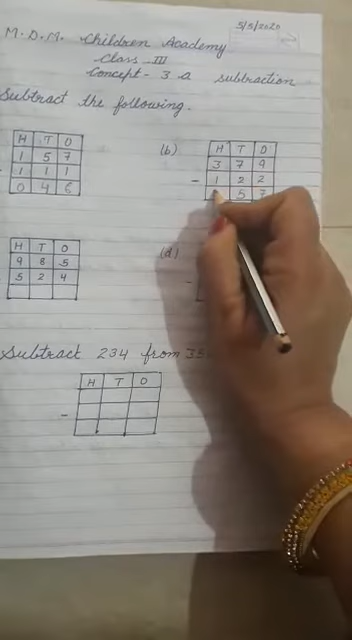 5/5/2020
M.D.M. Children Academy
Class - III
Concept - 3 a subtraction
Subtract the following.
H T O
1 5 7
1 1 1
0 4 6
(b)
H T O
3 7 9
- 1 2 2
5 7
H T O
9 8 5
5 2 4
(d)
-
Subtract 234 from
H T O
-